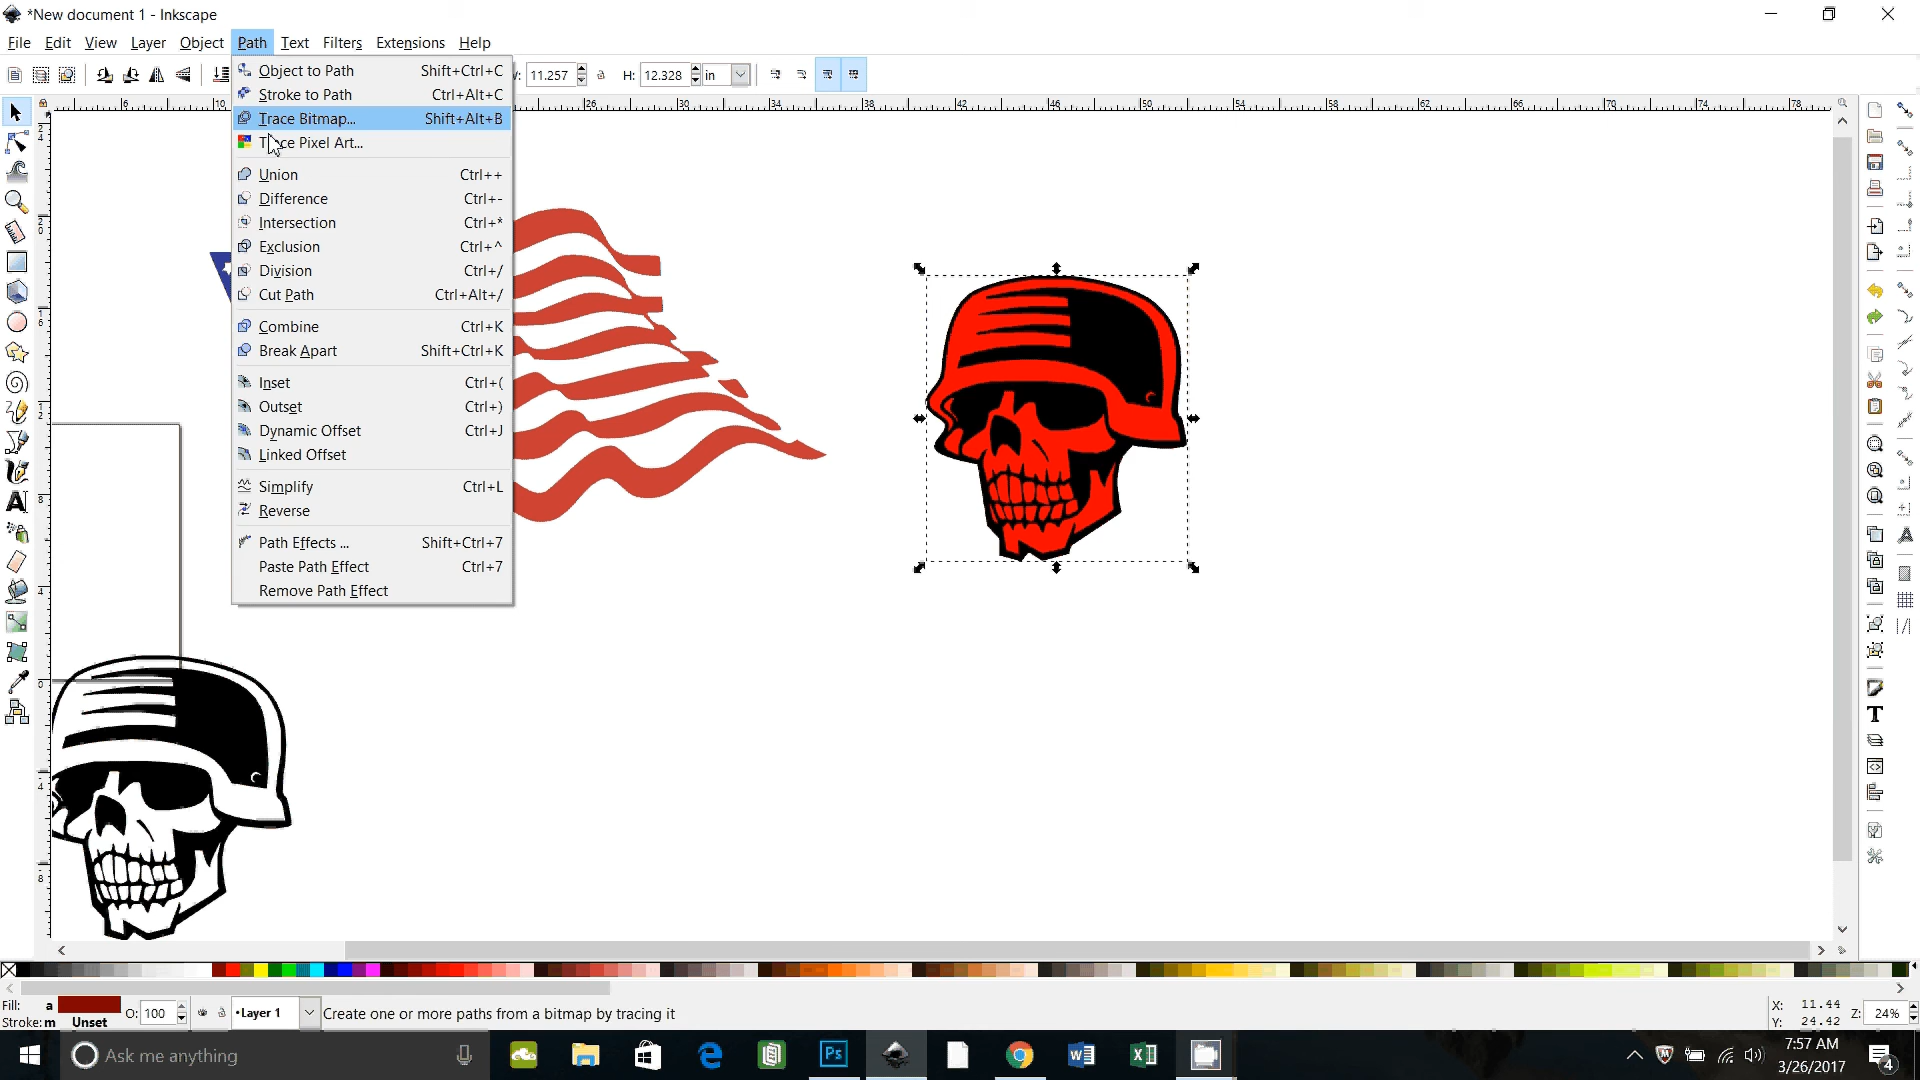 *New document 1 - Inkscape
File Edit View Layer Object Path Text Filters Extensions Help
11.257 H: 12.328 in
Object to Path Shift+Ctrl+C
Stroke to Path Ctrl+Alt+C
Trace Bitmap... Shift+Alt+B
Pixel Art...
Union Ctrl++
Difference Ctrl+-
Intersection Ctrl+*
Exclusion Ctrl+^
Division Ctrl+/
Cut Path Ctrl+Alt+/
Combine Ctrl+K
Break Apart Shift+Ctrl+K
Inset Ctrl+(
Outset Ctrl+)
Dynamic Offset Ctrl+J
Linked Offset
Simplify Ctrl+L
Reverse
Path Effects ... Shift+Ctrl+7
Paste Path Effect Ctrl+7
Remove Path Effect
Fill: a
Stroke: m Unset
O: 100
•Layer 1
Create one or more paths from a bitmap by tracing it
X: 11.44
Y: 24.42
Z: 24%
Ask me anything
Ps
7:57 AM
3/26/2017
4